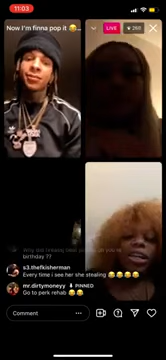 11:03
Now I'm finna pop it 😂...
LIVE
birthday ??
s3.thefkisherman
Every time i see her she stealing 😂😂😂😂
mr.dirtymoneyy PINNED
Go to perk rehab 😂😂😂
Comment